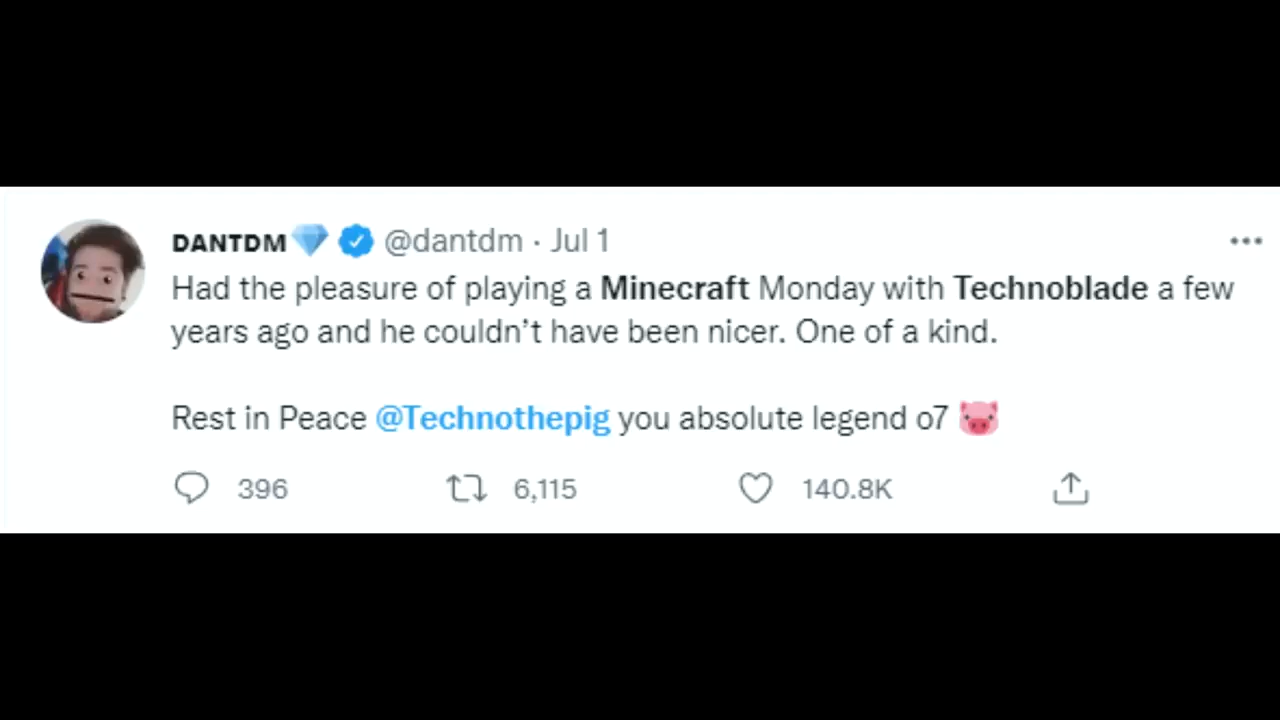 DANTDM💎 @dantdm · Jul 1
Had the pleasure of playing a Minecraft Monday with Technoblade a few
years ago and he couldn’t have been nicer. One of a kind.
Rest in Peace @Technothepig you absolute legend o7 🐷
396 6,115 140.8K